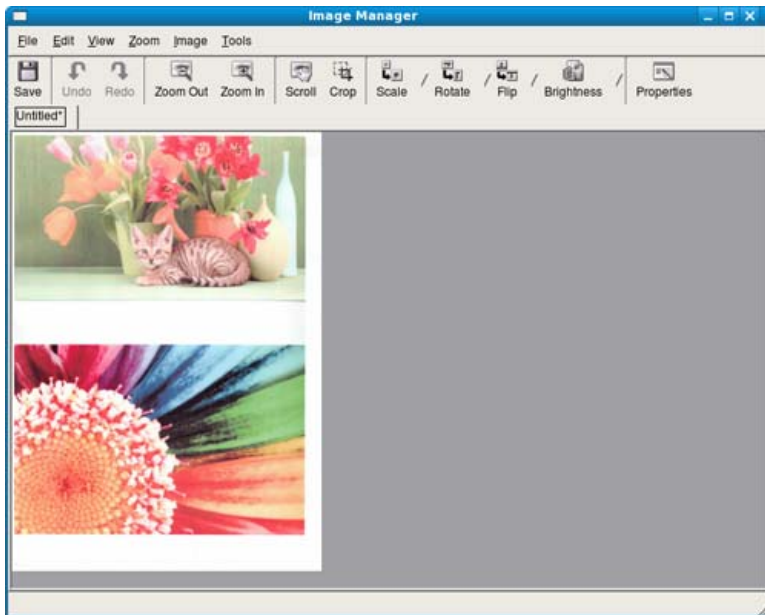 Image Manager
File Edit View Zoom Image Tools
Save Undo Redo Zoom Out Zoom In Scroll Crop Scale / Rotate / Flip / Brightness / Properties
Untitled*